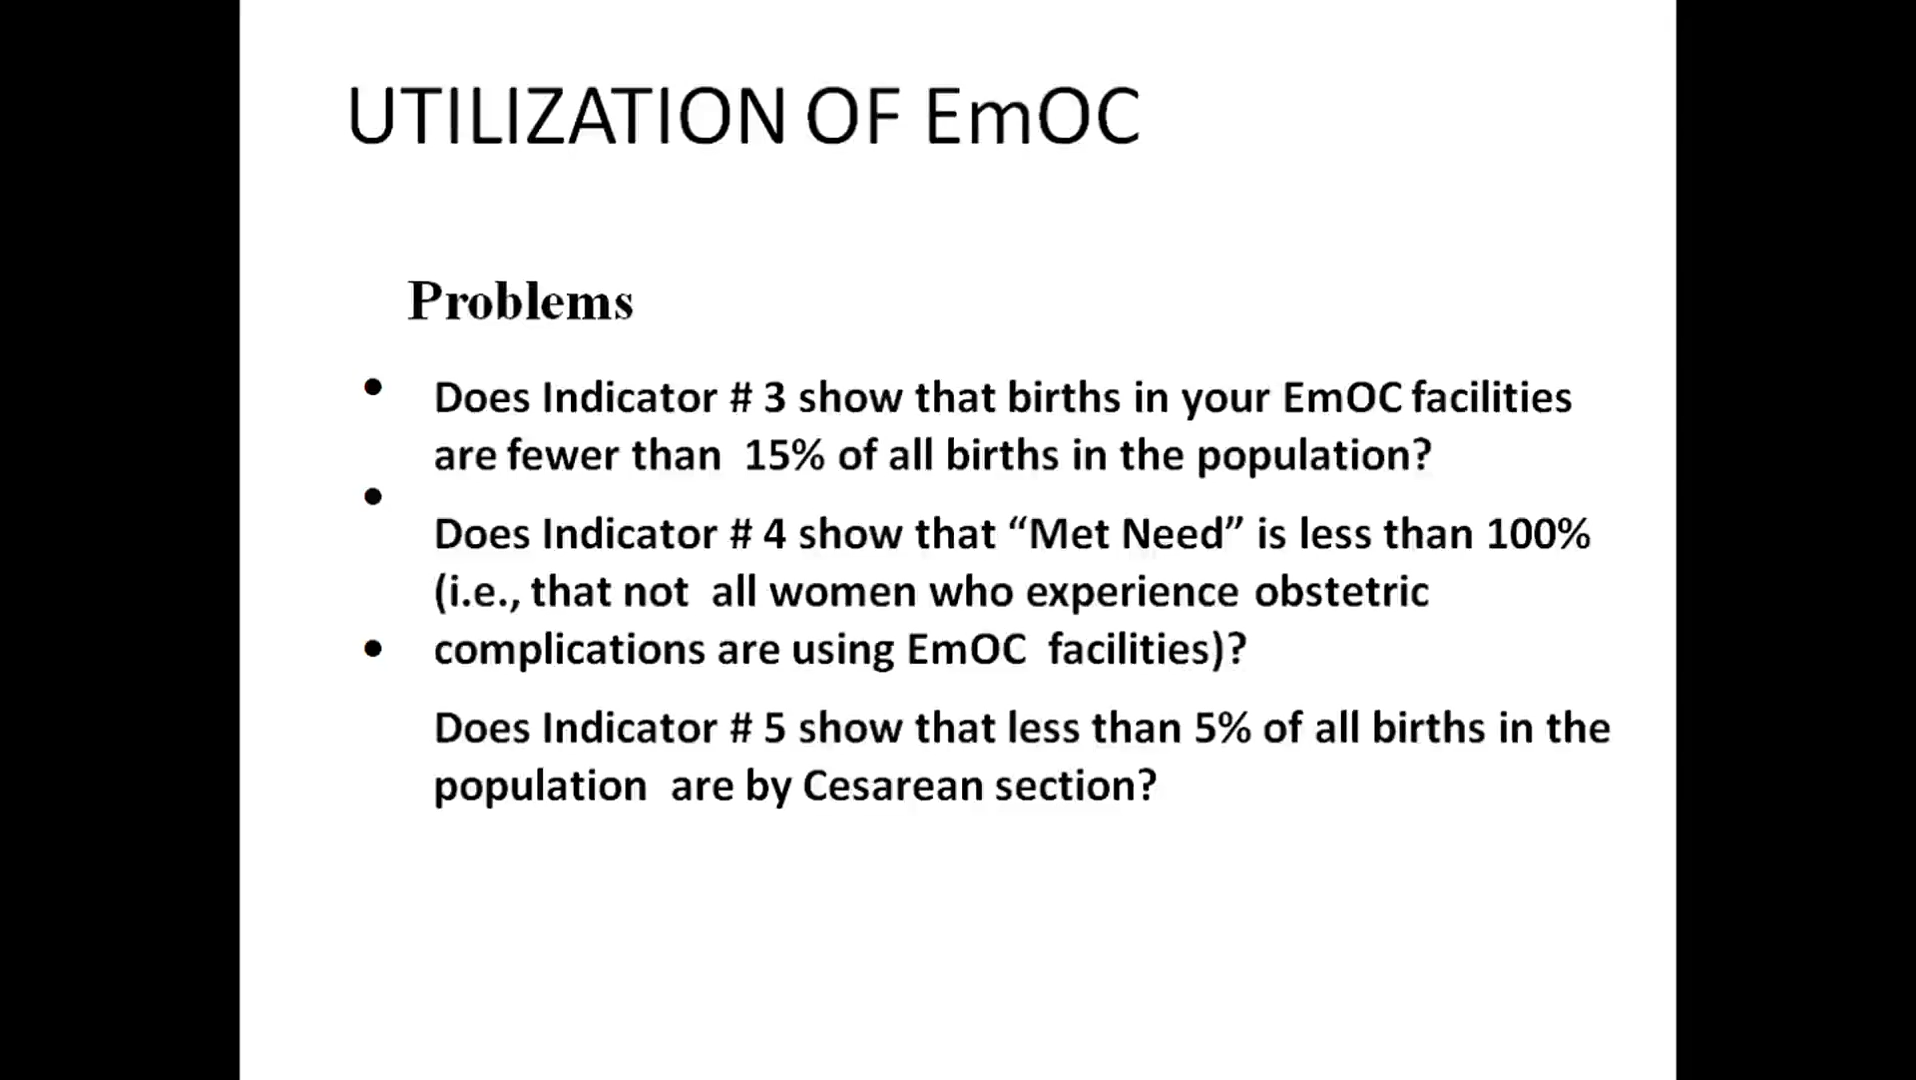 UTILIZATION OF EmOC
Problems
• Does Indicator # 3 show that births in your EmOC facilities
are fewer than 15% of all births in the population?
• Does Indicator # 4 show that “Met Need” is less than 100%
(i.e., that not all women who experience obstetric
complications are using EmOC facilities)?
• Does Indicator # 5 show that less than 5% of all births in the
population are by Cesarean section?